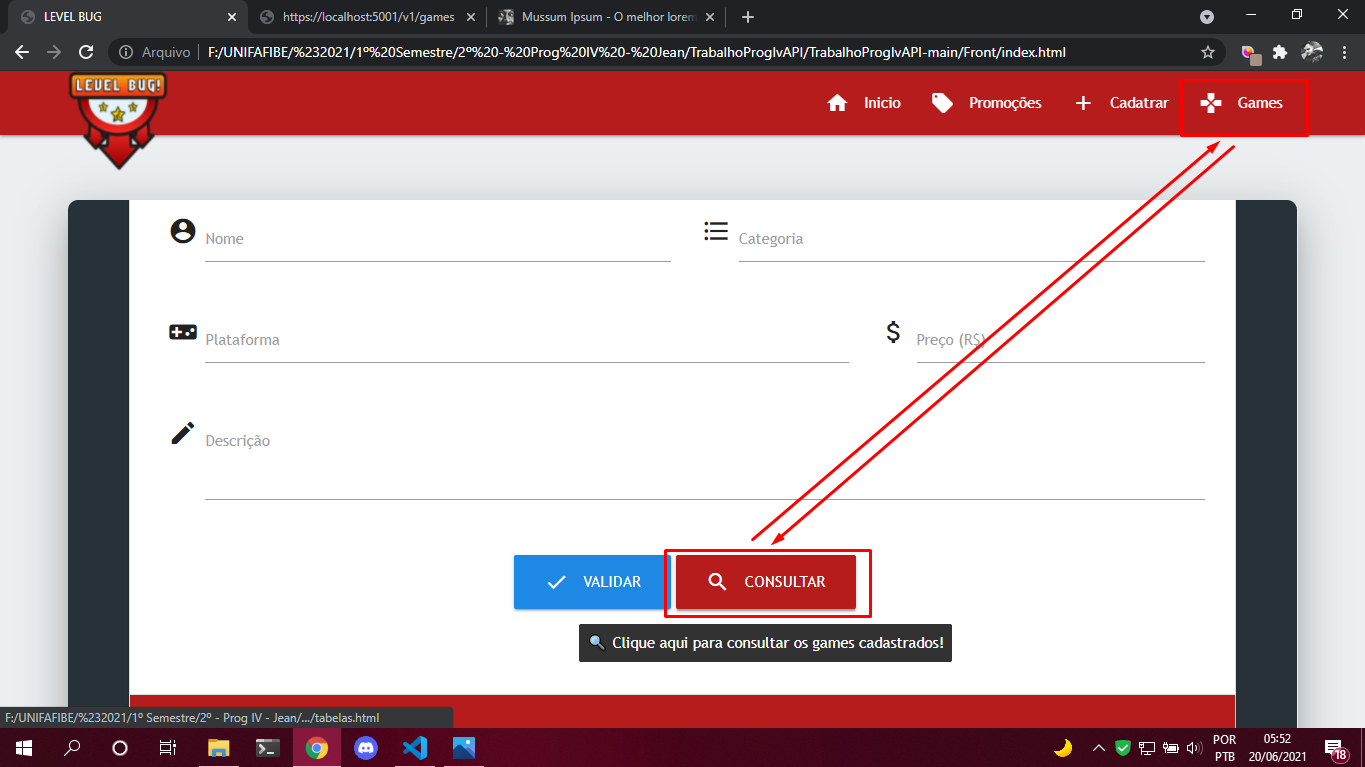 LEVEL BUG
https://localhost:5001/v1/games
Mussum Ipsum - O melhor lorem
Arquivo
F:/UNIFAFIBE/%232021/1º%20Semestre/2º%20-%20Prog%20IV%20-%20Jean/TrabalhoProgIvAPI/TrabalhoProgIvAPI-main/Front/index.html
LEVEL BUG!
Inicio
Promoções
Cadatrar
Games
Nome
Categoria
Plataforma
Preço (R$)
Descrição
VALIDAR
CONSULTAR
Clique aqui para consultar os games cadastrados!
F:/UNIFAFIBE/%232021/1º Semestre/2º - Prog IV - Jean/.../tabelas.html
POR
PTB
05:52
20/06/2021
18